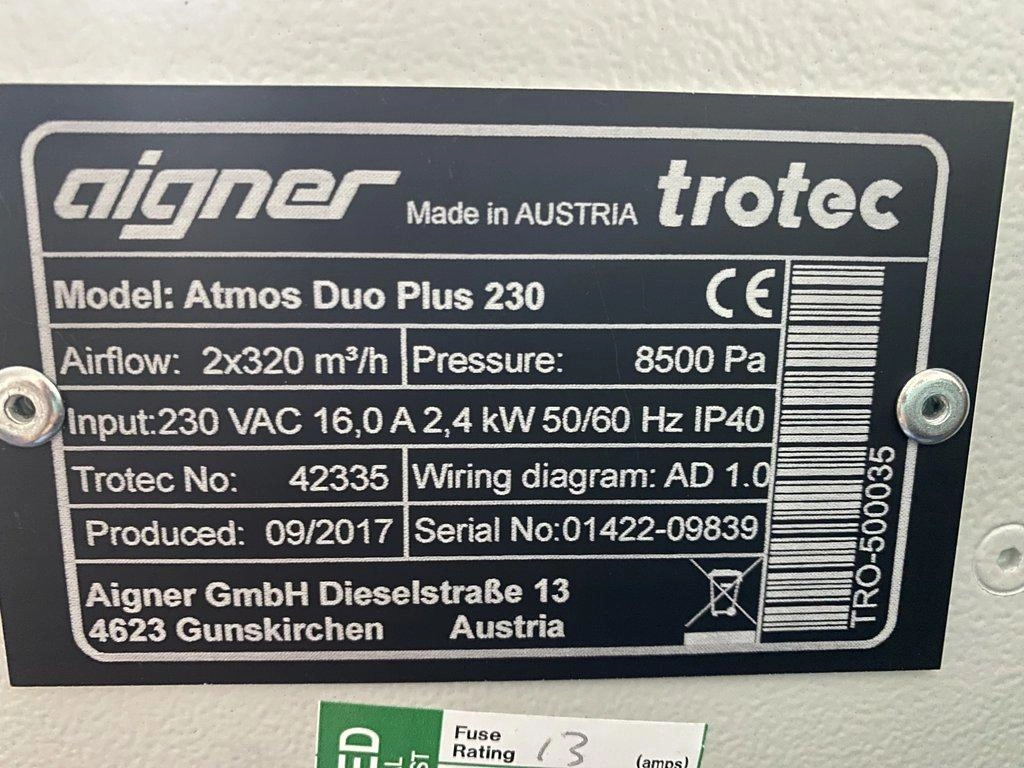 aigner Made in AUSTRIA trotec
Model: Atmos Duo Plus 230 CE
Airflow: 2x320 m³/h Pressure: 8500 Pa
Input:230 VAC 16,0 A 2,4 kW 50/60 Hz IP40
Trotec No: 42335 Wiring diagram: AD 1.0
Produced: 09/2017 Serial No:01422-09839
Aigner GmbH Dieselstraße 13
4623 Gunskirchen Austria
TRO-500035
Fuse
Rating 13 (amps)